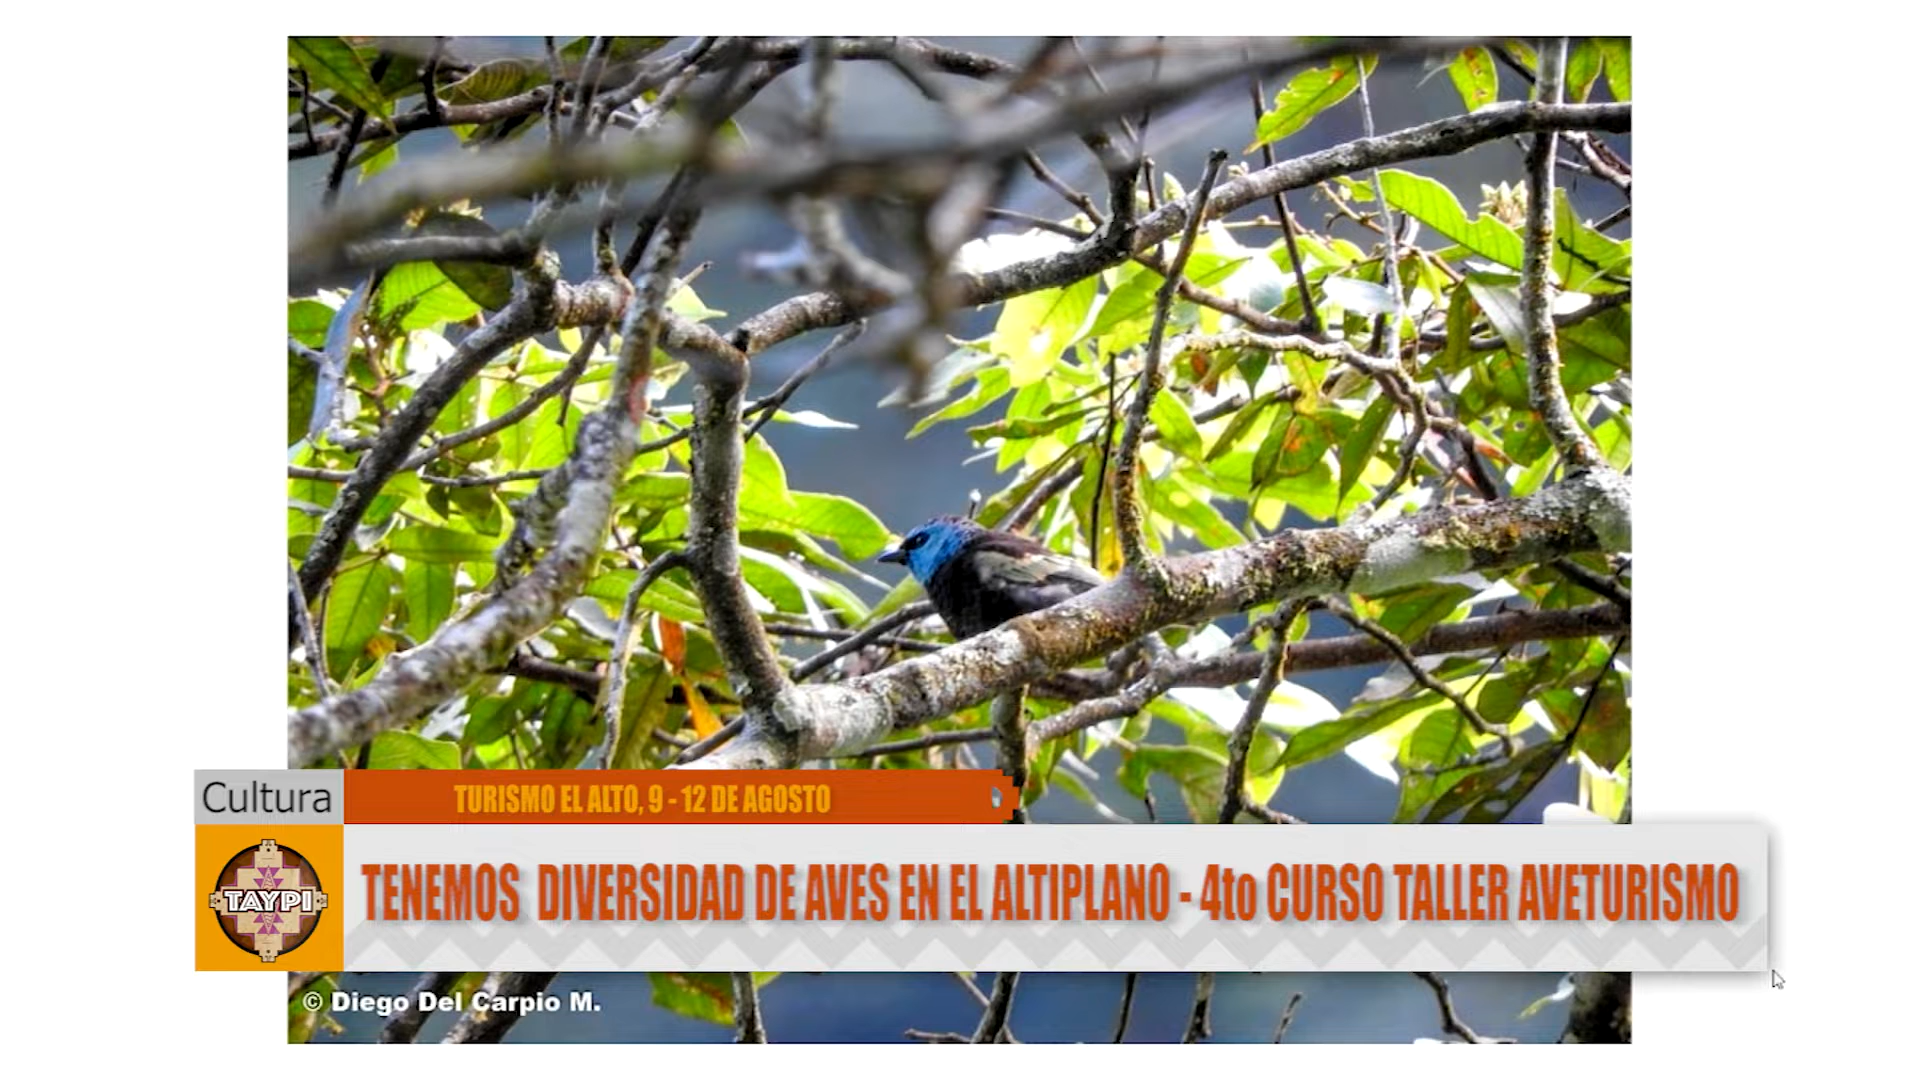 Cultura
TURISMO EL ALTO, 9 - 12 DE AGOSTO
TAYPI
TENEMOS DIVERSIDAD DE AVES EN EL ALTIPLANO - 4to CURSO TALLER AVETURISMO
© Diego Del Carpio M.